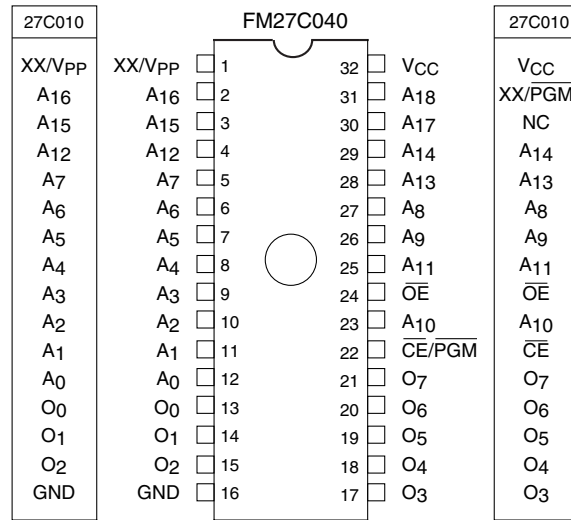 27C010 FM27C040 27C010
XX/VPP XX/VPP 1 32 VCC VCC
A16 A16 2 31 A18 XX/PGM
A15 A15 3 30 A17 NC
A12 A12 4 29 A14 A14
A7 A7 5 28 A13 A13
A6 A6 6 27 A8 A8
A5 A5 7 26 A9 A9
A4 A4 8 25 A11 A11
A3 A3 9 24 OE OE
A2 A2 10 23 A10 A10
A1 A1 11 22 CE/PGM CE
A0 A0 12 21 O7 O7
O0 O0 13 20 O6 O6
O1 O1 14 19 O5 O5
O2 O2 15 18 O4 O4
GND GND 16 17 O3 O3